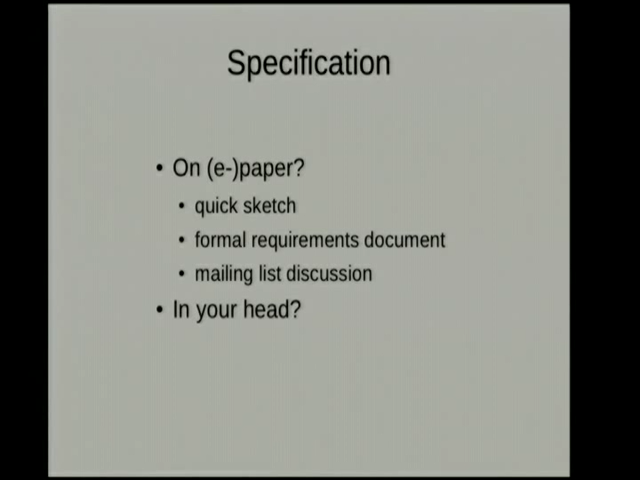 Specification
• On (e-)paper?
• quick sketch
• formal requirements document
• mailing list discussion
• In your head?